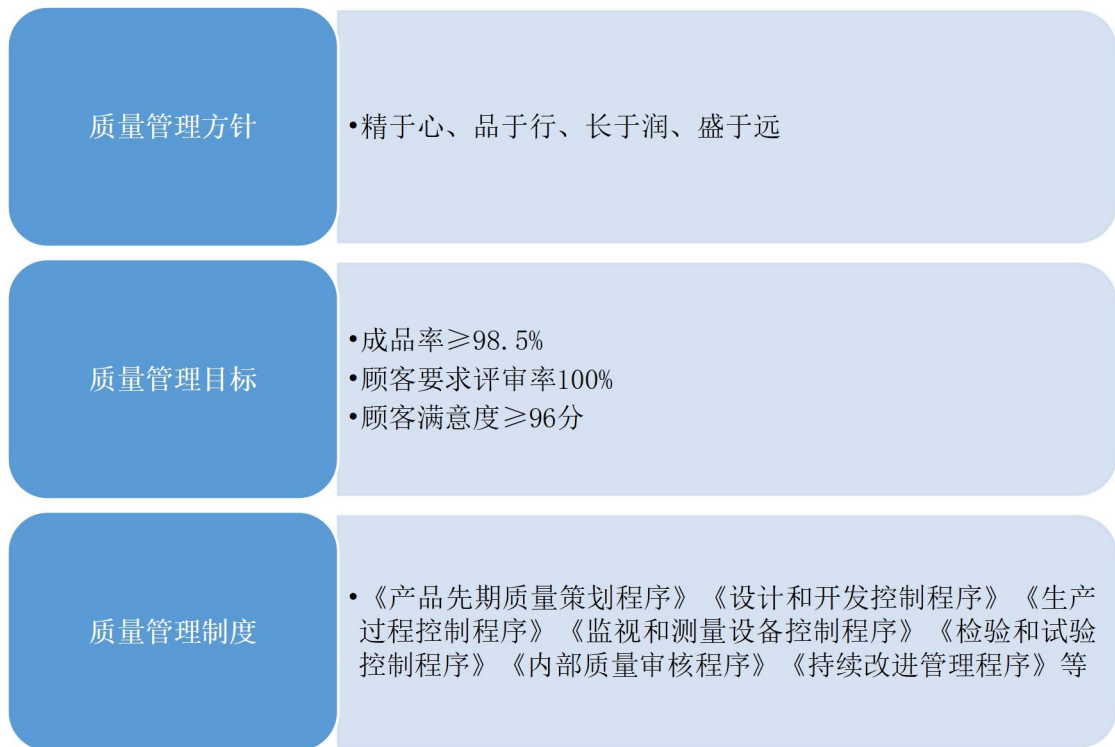 质量管理方针
•精于心、品于行、长于润、盛于远
质量管理目标
•成品率≥98.5%
•顾客要求评审率100%
•顾客满意度≥96分
质量管理制度
•《产品先期质量策划程序》《设计和开发控制程序》《生产
过程控制程序》《监视和测量设备控制程序》《检验和试验
控制程序》《内部质量审核程序》《持续改进管理程序》等